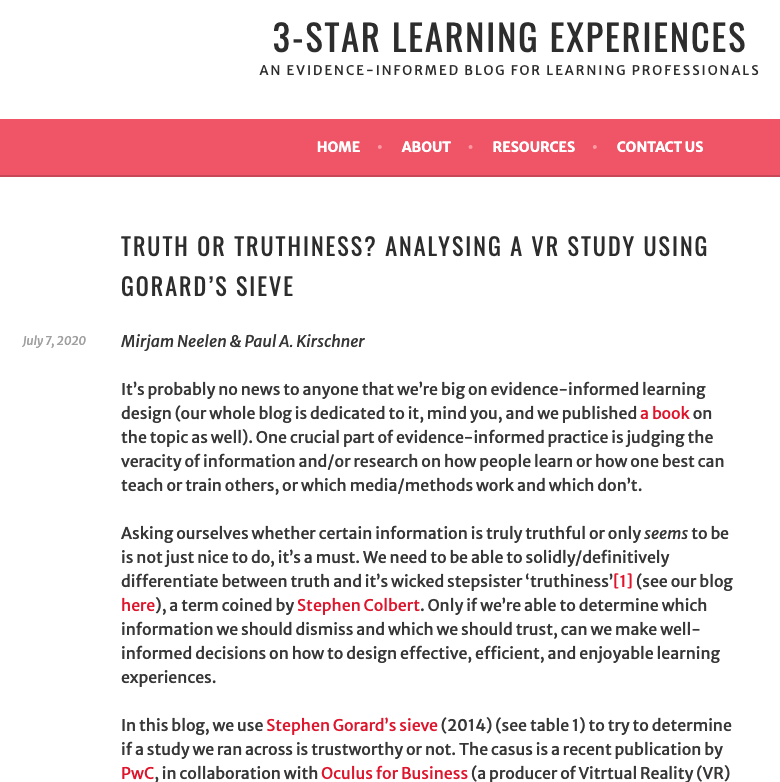 3-STAR LEARNING EXPERIENCES
AN EVIDENCE-INFORMED BLOG FOR LEARNING PROFESSIONALS
HOME • ABOUT • RESOURCES • CONTACT US
TRUTH OR TRUTHINESS? ANALYSING A VR STUDY USING
GORARD’S SIEVE
July 7, 2020
Mirjam Neelen & Paul A. Kirschner
It’s probably no news to anyone that we’re big on evidence-informed learning
design (our whole blog is dedicated to it, mind you, and we published a book on
the topic as well). One crucial part of evidence-informed practice is judging the
veracity of information and/or research on how people learn or how one best can
teach or train others, or which media/methods work and which don’t.
Asking ourselves whether certain information is truly truthful or only seems to be
is not just nice to do, it’s a must. We need to be able to solidly/definitively
differentiate between truth and it’s wicked stepsister ‘truthiness’[1] (see our blog
here), a term coined by Stephen Colbert. Only if we’re able to determine which
information we should dismiss and which we should trust, can we make well-
informed decisions on how to design effective, efficient, and enjoyable learning
experiences.
In this blog, we use Stephen Gorard’s sieve (2014) (see table 1) to try to determine
if a study we ran across is trustworthy or not. The casus is a recent publication by
PwC, in collaboration with Oculus for Business (a producer of Vitrtual Reality (VR)